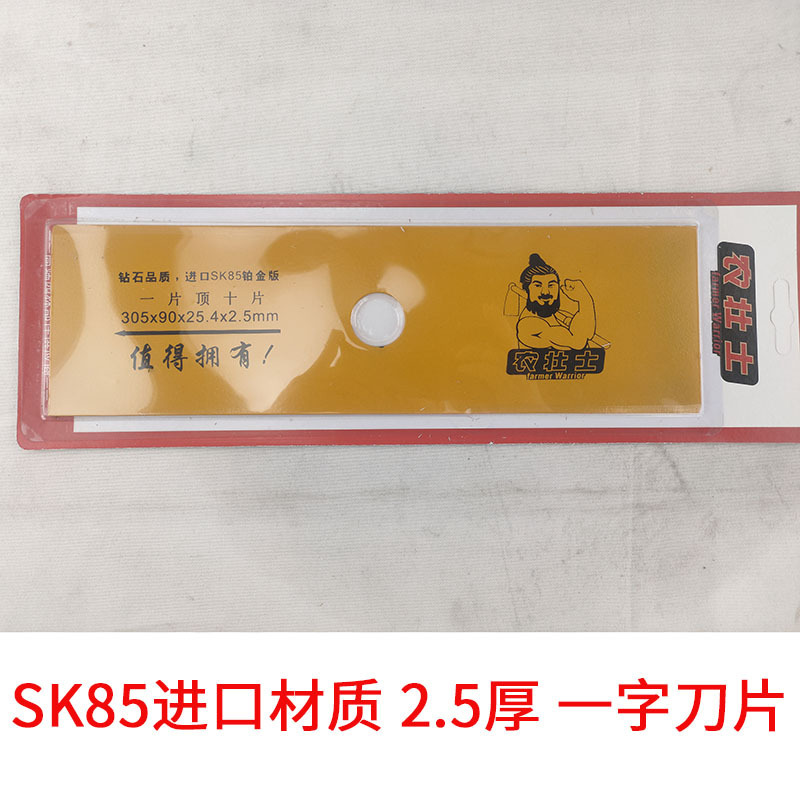 钻石品质，进口SK85铂金版
一片顶十片
305x90x25.4x2.5mm
值得拥有！
农壮士
farmer Warrior
农壮士
farmer Warrior
SK85进口材质 2.5厚 一字刀片